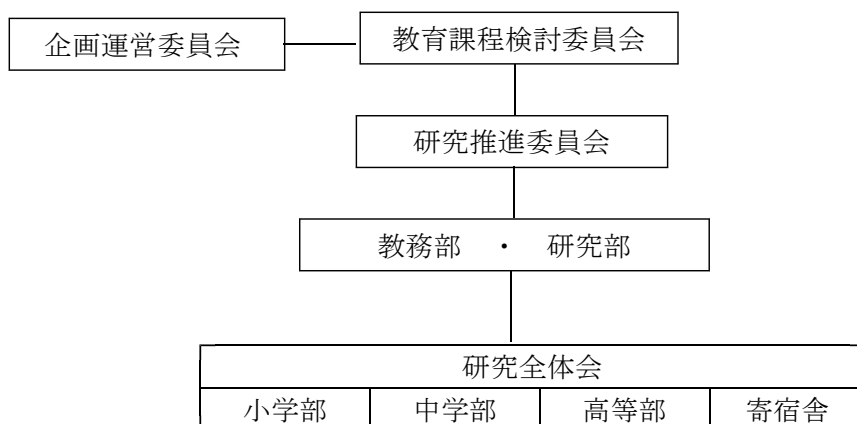 企画運営委員会
教育課程検討委員会
研究推進委員会
教務部 ・ 研究部
研究全体会
小学部 中学部 高等部 寄宿舎